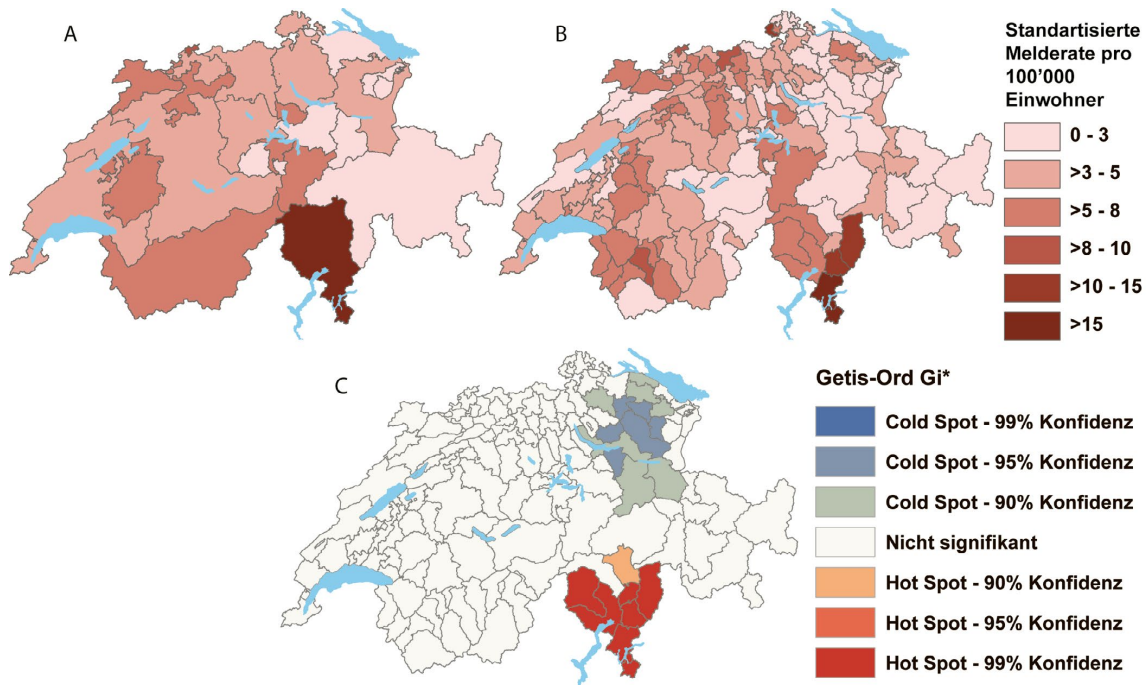 A
B
Standartisierte
Melderate pro
100’000
Einwohner
0 - 3
>3 - 5
>5 - 8
>8 - 10
>10 - 15
>15
C
Getis-Ord Gi*
Cold Spot - 99% Konfidenz
Cold Spot - 95% Konfidenz
Cold Spot - 90% Konfidenz
Nicht signifikant
Hot Spot - 90% Konfidenz
Hot Spot - 95% Konfidenz
Hot Spot - 99% Konfidenz